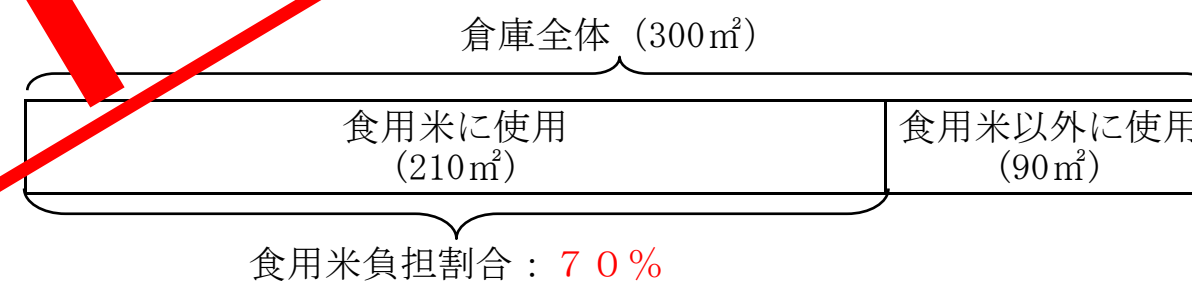 倉庫全体（300㎡）
食用米に使用
（210㎡）
食用米以外に使用
（90㎡）
食用米負担割合：７０％